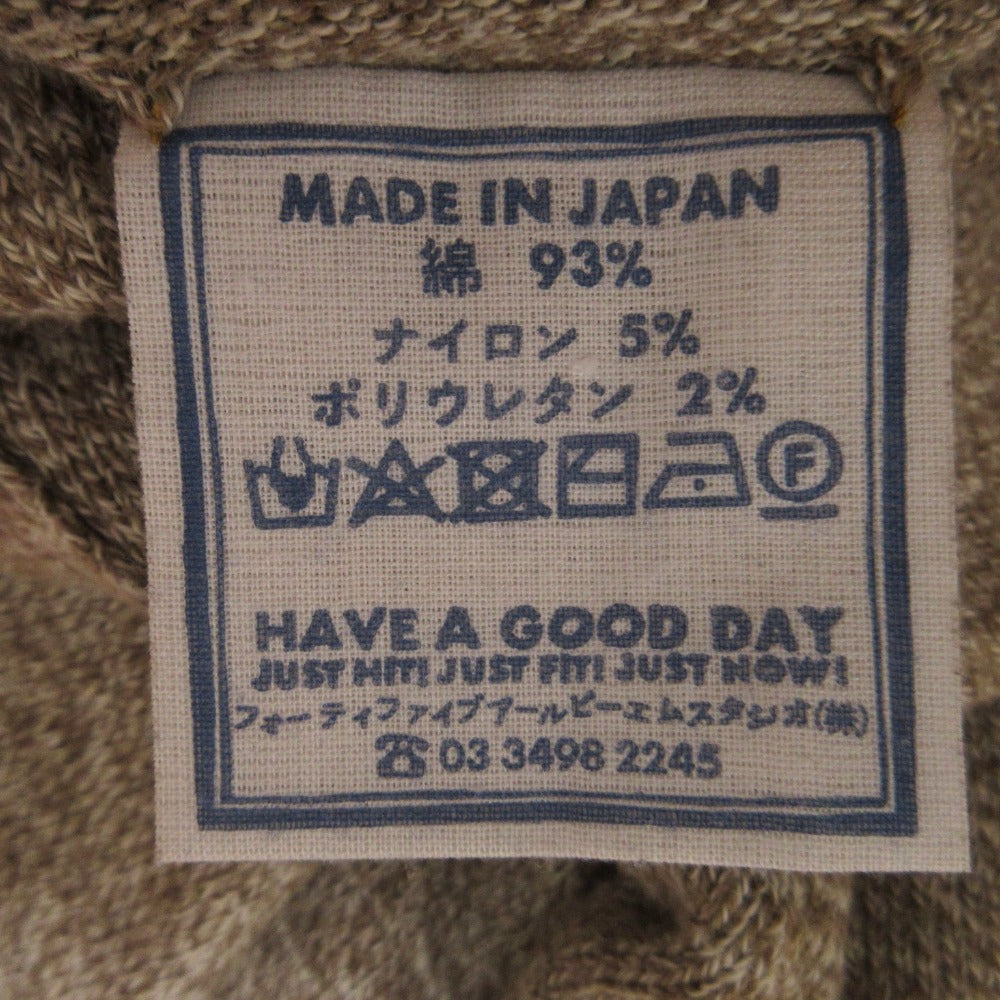 MADE IN JAPAN
綿 93%
ナイロン 5%
ポリウレタン 2%
F
HAVE A GOOD DAY
JUST HIT! JUST FIT! JUST NOW!
フォーティファイブアールピーエムスタジオ(株)
☎ 03 3498 2245